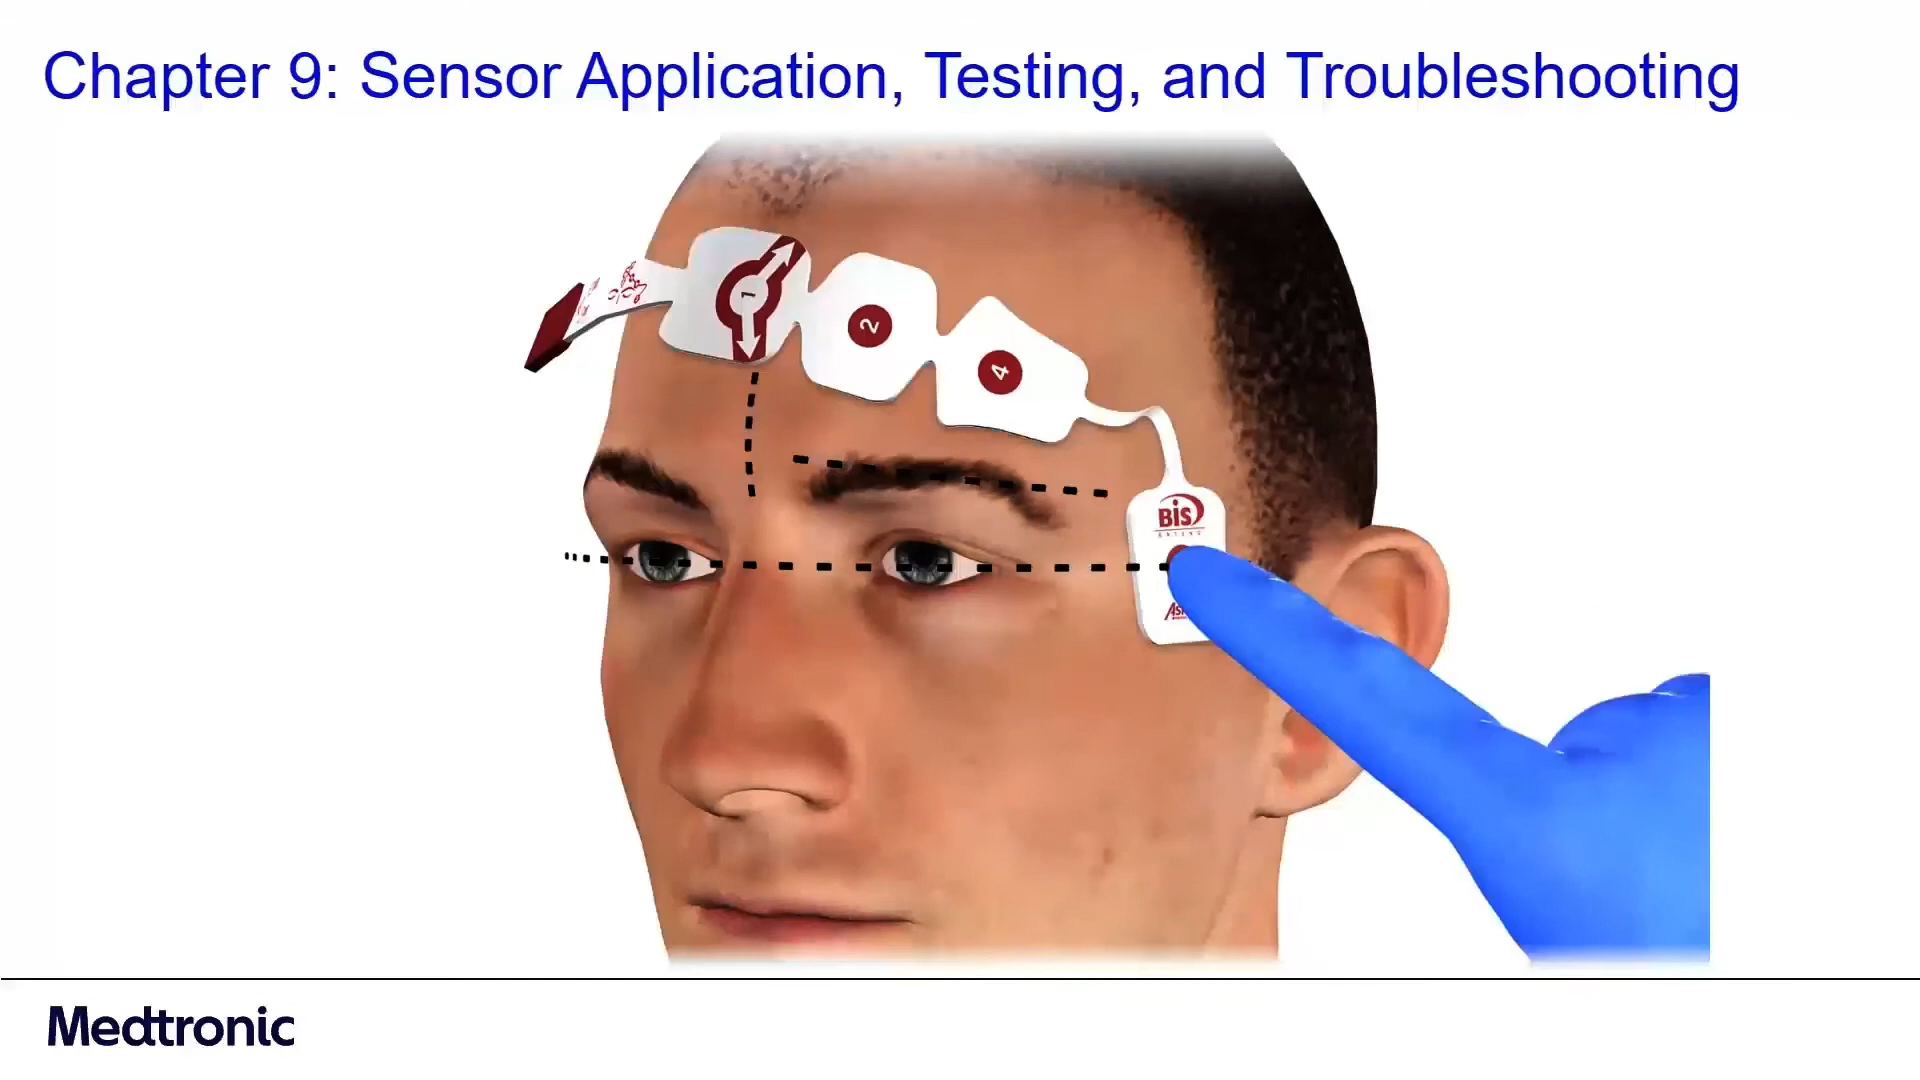 Chapter 9: Sensor Application, Testing, and Troubleshooting
1
2
4
BIS
Medtronic